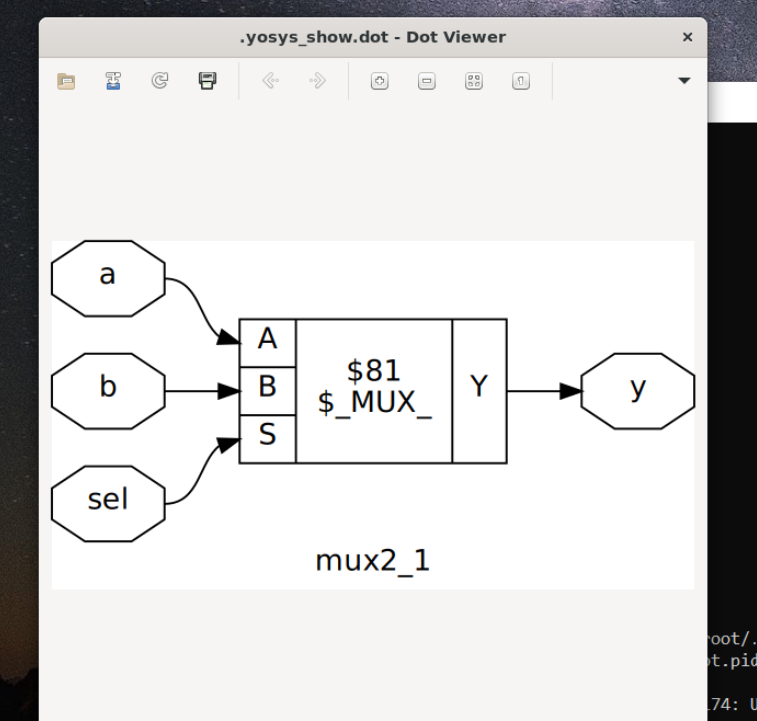 .yosys_show.dot - Dot Viewer
a
b
sel
A
B
S
$81
$_MUX_
Y
y
mux2_1
root/.
ot.pid
174: U